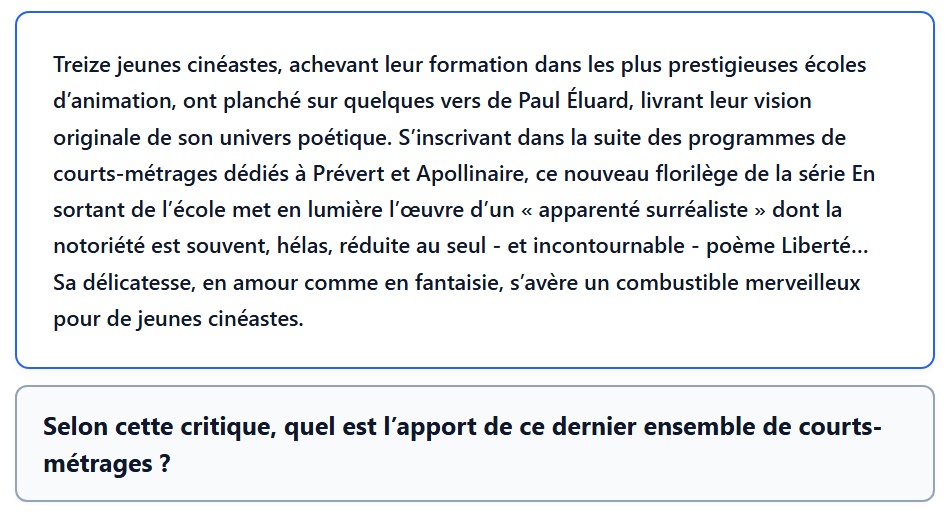 Treize jeunes cinéastes, achevant leur formation dans les plus prestigieuses écoles
d’animation, ont planché sur quelques vers de Paul Éluard, livrant leur vision
originale de son univers poétique. S’inscrivant dans la suite des programmes de
courts-métrages dédiés à Prévert et Apollinaire, ce nouveau florilège de la série En
sortant de l’école met en lumière l’œuvre d’un « apparenté surréaliste » dont la
notoriété est souvent, hélas, réduite au seul - et incontournable - poème Liberté…
Sa délicatesse, en amour comme en fantaisie, s’avère un combustible merveilleux
pour de jeunes cinéastes.
Selon cette critique, quel est l’apport de ce dernier ensemble de courts-
métrages ?